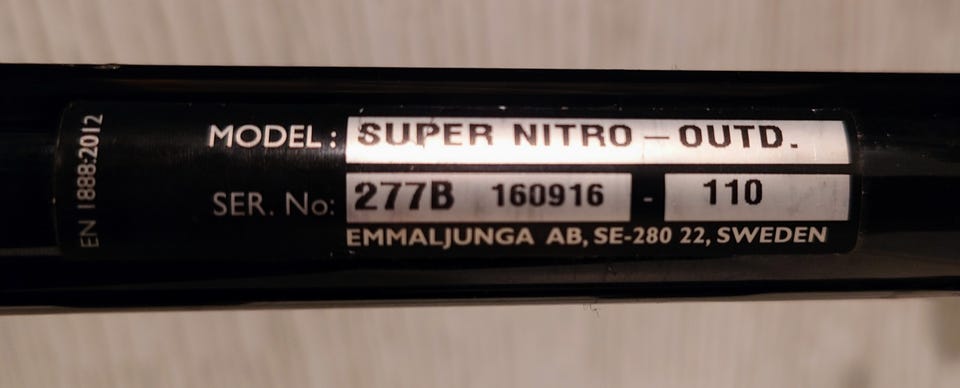 EN 1888:2012
MODEL: SUPER NITRO – OUTD.
SER. No: 277B 160916 - 110
EMMALJUNGA AB, SE-280 22, SWEDEN